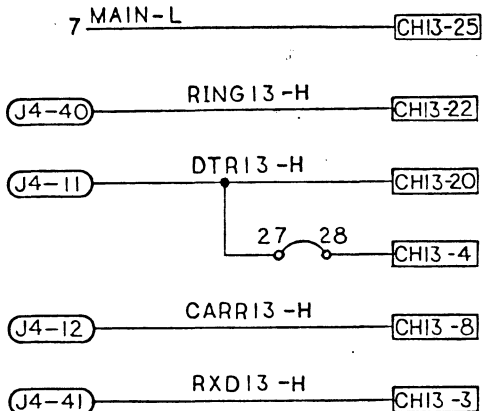 7 MAIN-L CH13-25
J4-40 RING13-H CH13-22
J4-11 DTR13-H CH13-20
27 28 CH13-4
J4-12 CARR13-H CH13-8
J4-41 RXD13-H CH13-3